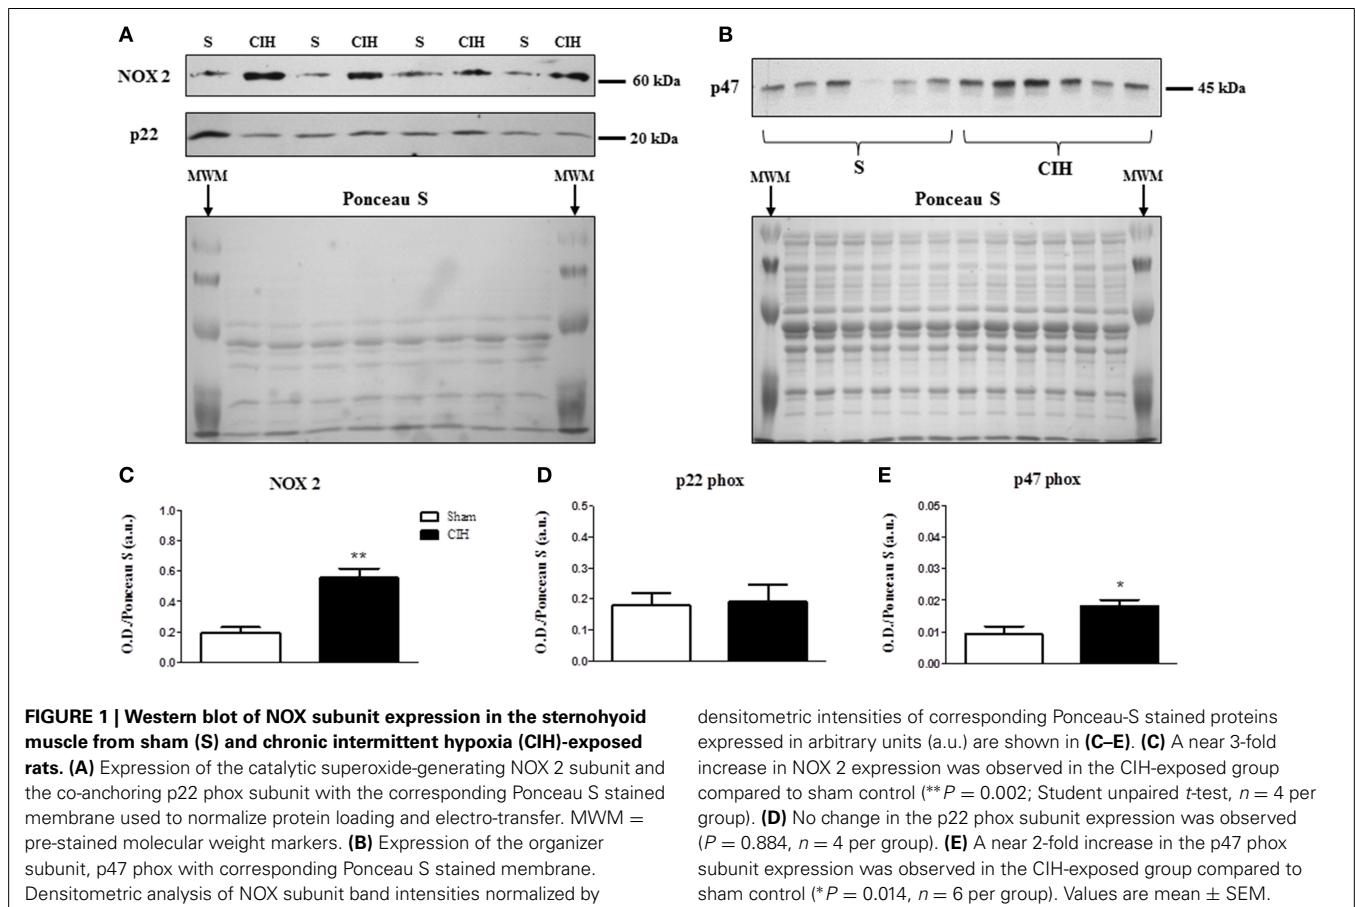 A
S CIH S CIH S CIH S CIH
NOX 2
60 kDa
p22
20 kDa
MWM
MWM
Ponceau S
B
p47
45 kDa
S
CIH
MWM
MWM
Ponceau S
C
NOX 2
O.D./Ponceau S (a.u.)
1.0
0.8
0.6
0.4
0.2
0.0
**
Sham
CIH
D
p22 phox
O.D./Ponceau S (a.u.)
0.5
0.4
0.3
0.2
0.1
0.0
E
p47 phox
O.D./Ponceau S (a.u.)
0.05
0.04
0.03
0.02
0.01
0.00
*
FIGURE 1 | Western blot of NOX subunit expression in the sternohyoid
muscle from sham (S) and chronic intermittent hypoxia (CIH)-exposed
rats. (A) Expression of the catalytic superoxide-generating NOX 2 subunit and
the co-anchoring p22 phox subunit with the corresponding Ponceau S stained
membrane used to normalize protein loading and electro-transfer. MWM =
pre-stained molecular weight markers. (B) Expression of the organizer
subunit, p47 phox with corresponding Ponceau S stained membrane.
Densitometric analysis of NOX subunit band intensities normalized by
densitometric intensities of corresponding Ponceau-S stained proteins
expressed in arbitrary units (a.u.) are shown in (C–E). (C) A near 3-fold
increase in NOX 2 expression was observed in the CIH-exposed group
compared to sham control (**P = 0.002; Student unpaired t-test, n = 4 per
group). (D) No change in the p22 phox subunit expression was observed
(P = 0.884, n = 4 per group). (E) A near 2-fold increase in the p47 phox
subunit expression was observed in the CIH-exposed group compared to
sham control (*P = 0.014, n = 6 per group). Values are mean ± SEM.